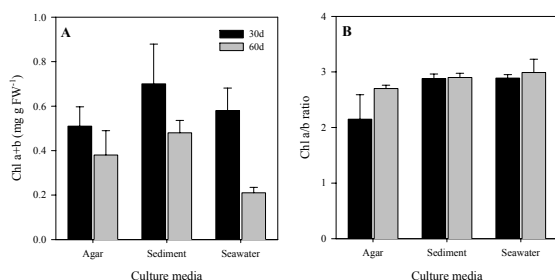 A
30d
60d
Chl a+b (mg g FW⁻¹)
1.0
0.8
0.6
0.4
0.2
0.0
Agar
Sediment
Seawater
Culture media
B
Chl a/b ratio
4
3
2
1
0
Agar
Sediment
Seawater
Culture media